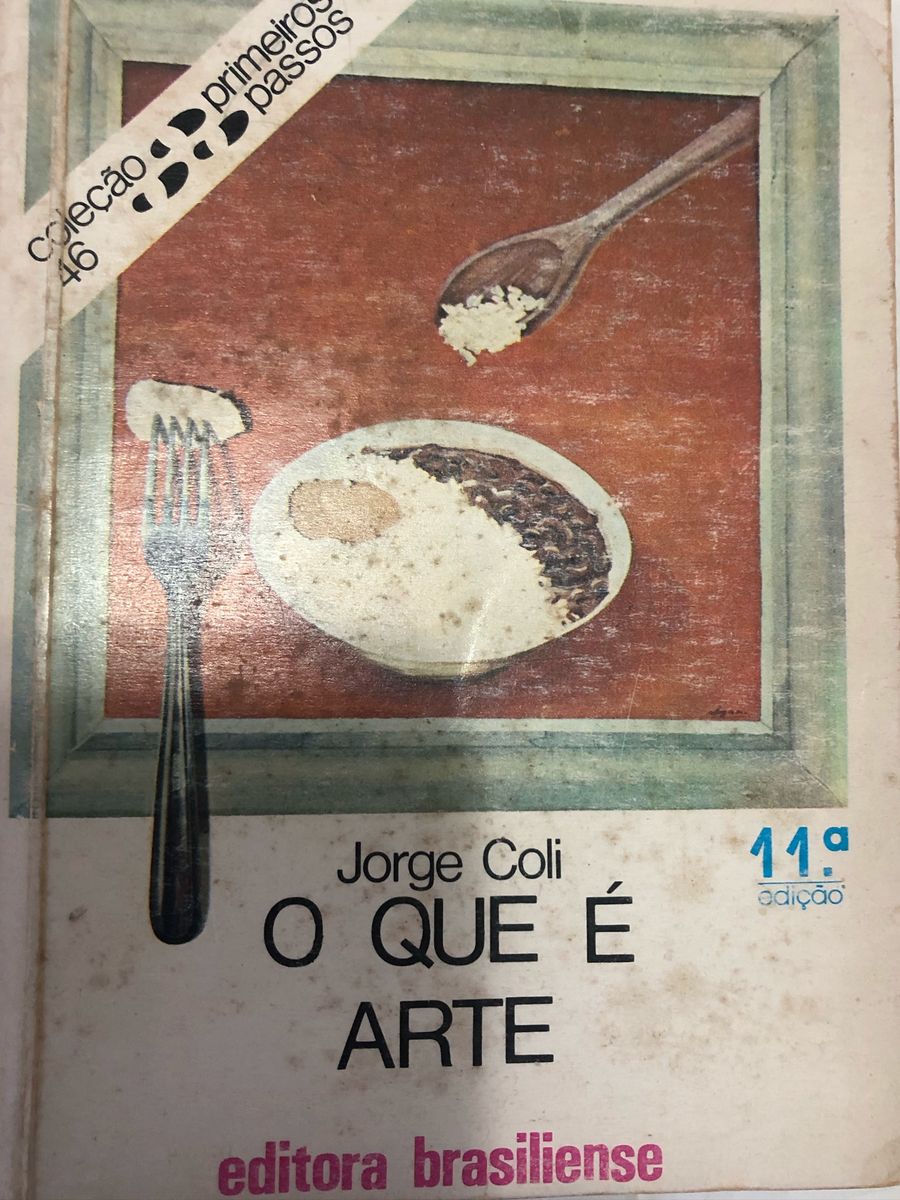 coleção primeiros
46 passos
Jorge Coli
O QUE É
ARTE
11.ª
edição
editora brasiliense